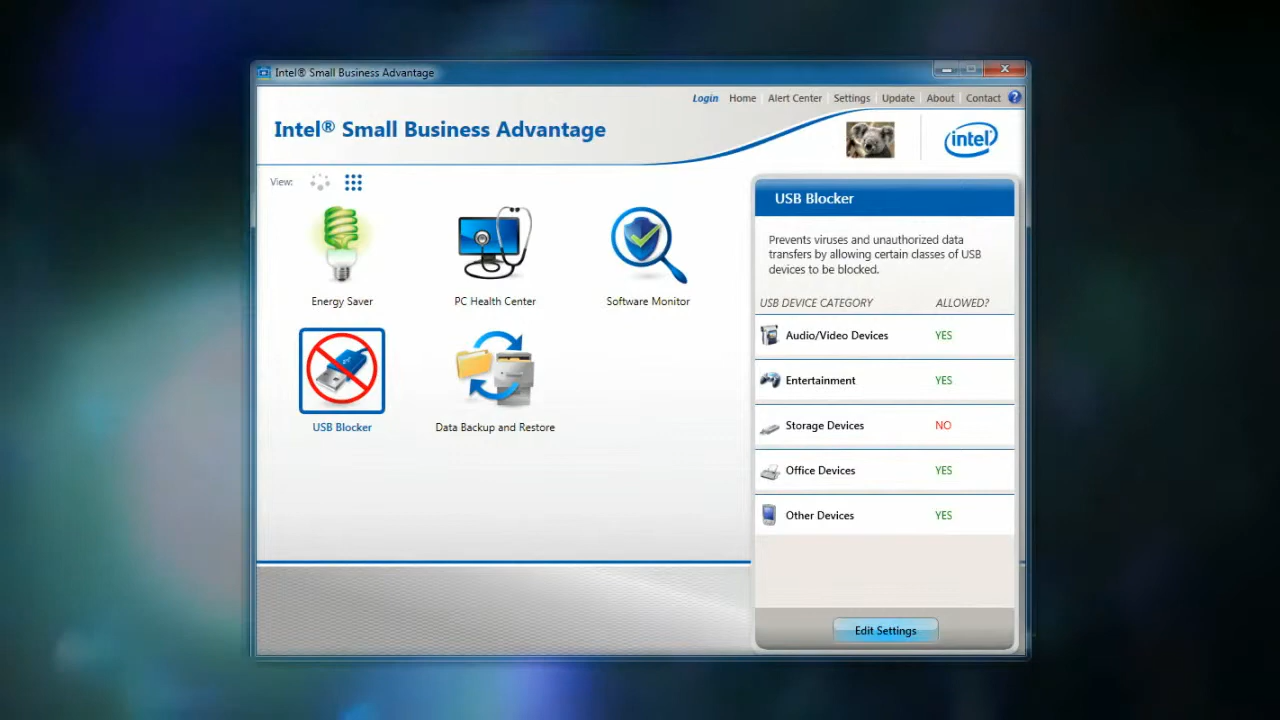 Intel® Small Business Advantage
Login Home Alert Center Settings Update About Contact ?
Intel® Small Business Advantage
intel
View:
Energy Saver
PC Health Center
Software Monitor
USB Blocker
Data Backup and Restore
USB Blocker
Prevents viruses and unauthorized data
transfers by allowing certain classes of USB
devices to be blocked.
USB DEVICE CATEGORY ALLOWED?
Audio/Video Devices YES
Entertainment YES
Storage Devices NO
Office Devices YES
Other Devices YES
Edit Settings